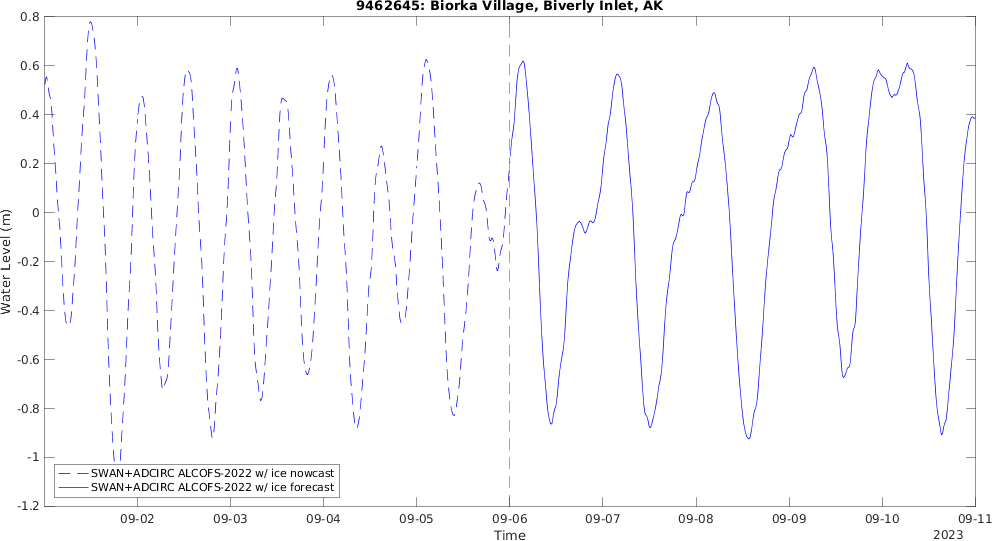 9462645: Biorka Village, Biverly Inlet, AK
0.8
0.6
0.4
0.2
0
-0.2
-0.4
-0.6
-0.8
-1
-1.2
Water Level (m)
SWAN+ADCIRC ALCOFS-2022 w/ ice nowcast
SWAN+ADCIRC ALCOFS-2022 w/ ice forecast
09-02 09-03 09-04 09-05 09-06 09-07 09-08 09-09 09-10 09-11
Time
2023